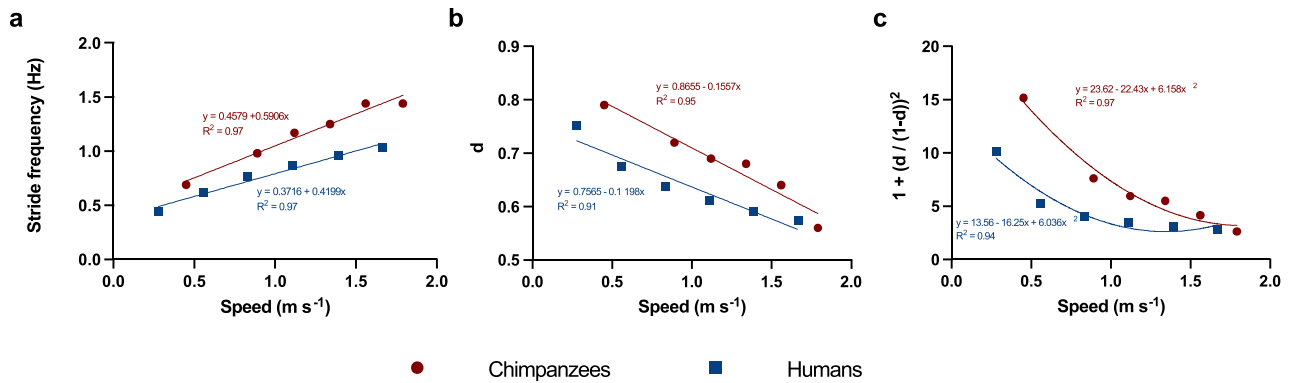 a
Stride frequency (Hz)
2.0
1.5
1.0
0.5
0.0
y = 0.4579 +0.5906x
R² = 0.97
y = 0.3716 + 0.4199x
R² = 0.97
0.0 0.5 1.0 1.5 2.0
Speed (m s⁻¹)
b
d
0.9
0.8
0.7
0.6
0.5
y = 0.8655 - 0.1557x
R² = 0.95
y = 0.7565 - 0.1 198x
R² = 0.91
0.0 0.5 1.0 1.5 2.0
Speed (m s⁻¹)
c
1 + (d / (1-d))²
20
15
10
5
0
y = 23.62 - 22.43x + 6.158x ²
R² = 0.97
y = 13.56 - 16.25x + 6.036x ²
R² = 0.94
0.0 0.5 1.0 1.5 2.0
Speed (m s⁻¹)
Chimpanzees
Humans